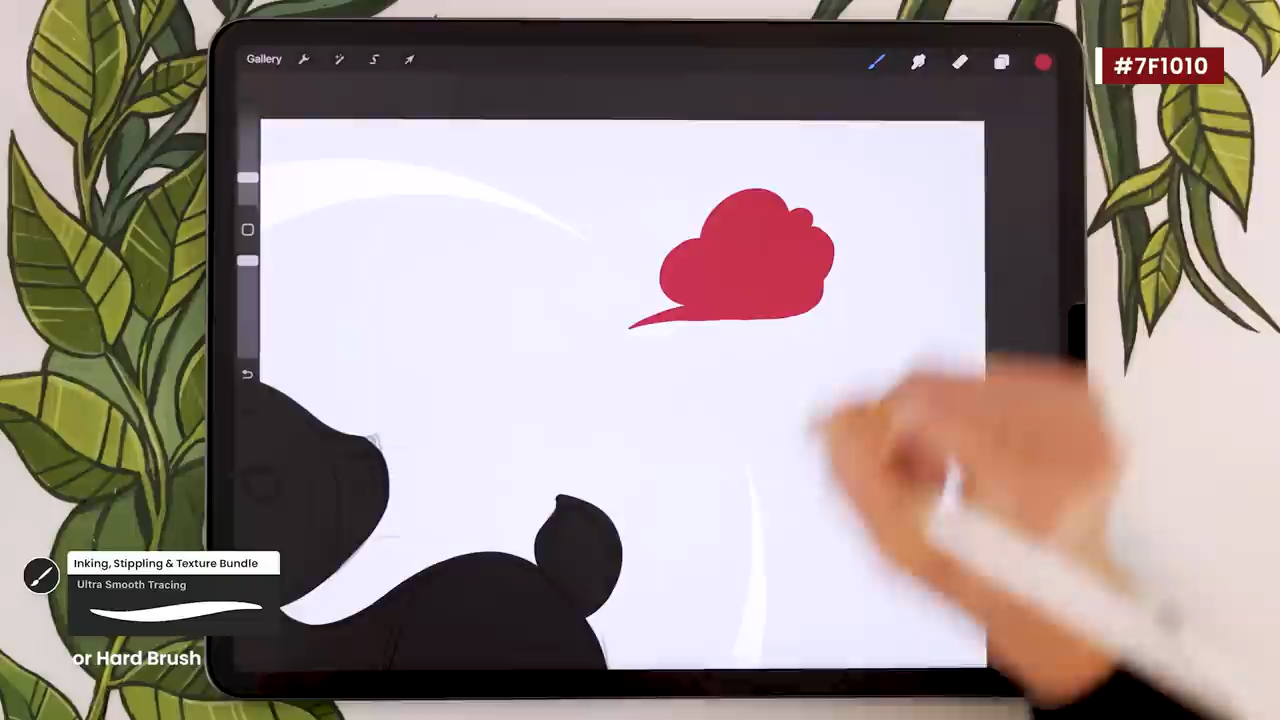 Gallery
#7F1010
Inking, Stippling & Texture Bundle
Ultra Smooth Tracing
or Hard Brush